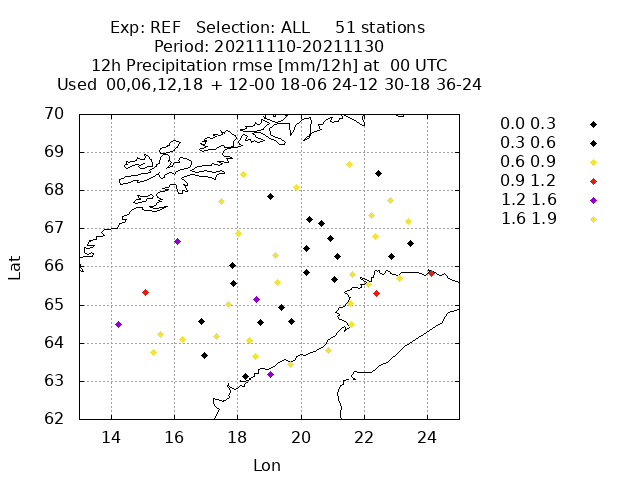 Exp: REF   Selection: ALL     51 stations
Period: 20211110-20211130
12h Precipitation rmse [mm/12h] at  00 UTC
Used  00,06,12,18  + 12-00 18-06 24-12 30-18 36-24
70
69
68
67
66
65
64
63
62
Lat
14 16 18 20 22 24
Lon
0.0 0.3
0.3 0.6
0.6 0.9
0.9 1.2
1.2 1.6
1.6 1.9